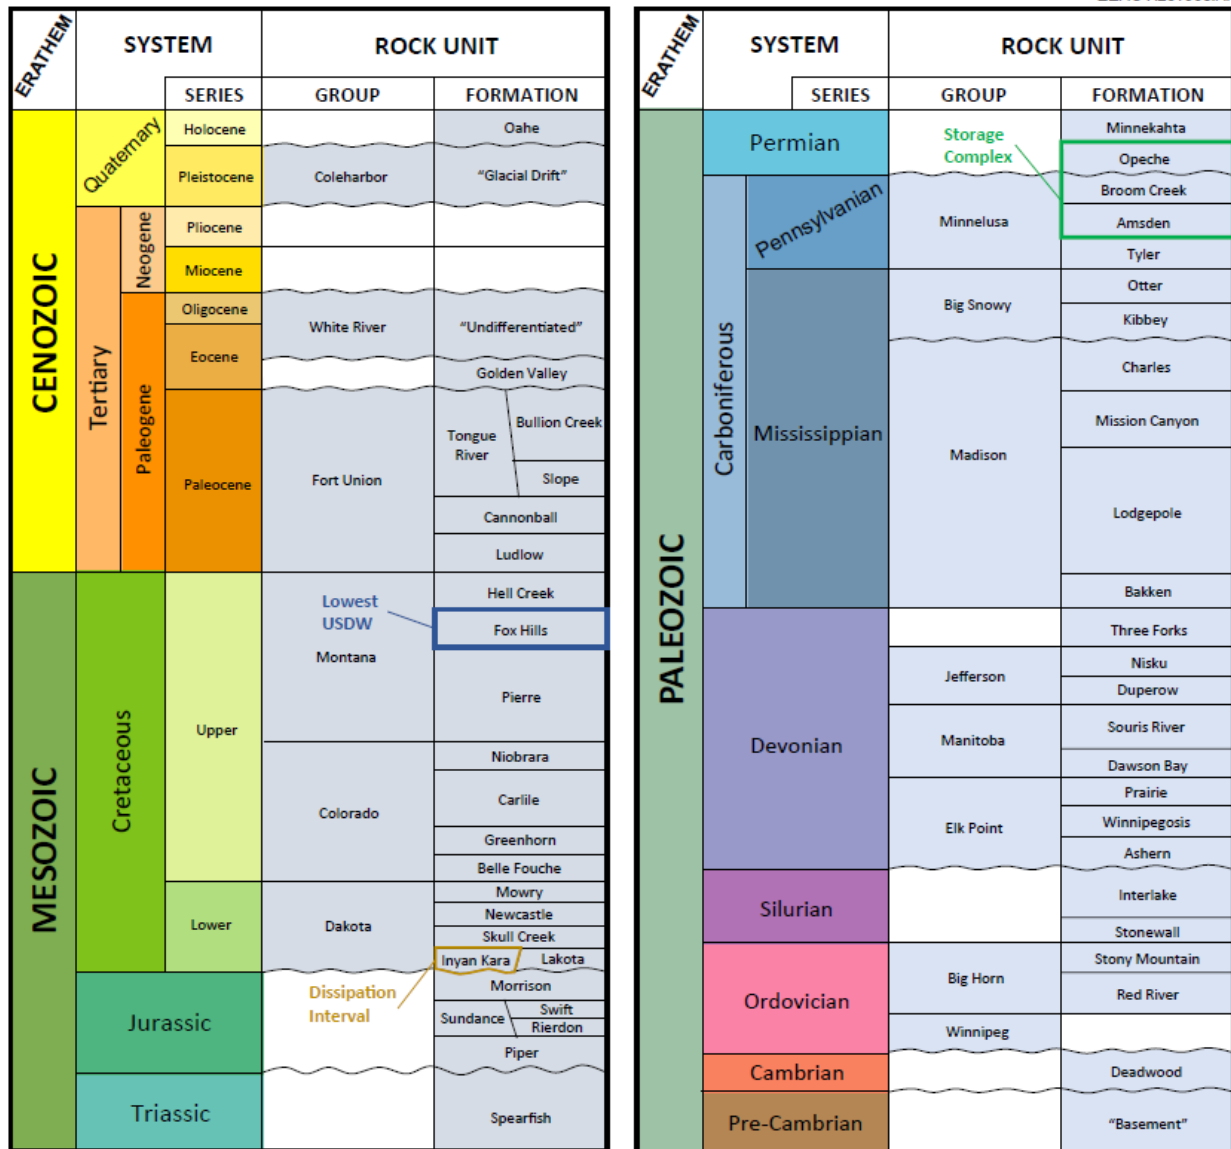 ERATHEM
SYSTEM
ROCK UNIT
SERIES
GROUP
FORMATION
CENOZOIC
Quaternary
Holocene
Oahe
Pleistocene
Coleharbor
“Glacial Drift”
Tertiary
Neogene
Pliocene
Miocene
Paleogene
Oligocene
White River
“Undifferentiated”
Eocene
Golden Valley
Paleocene
Fort Union
Tongue
River
Bullion Creek
Slope
Cannonball
Ludlow
MESOZOIC
Cretaceous
Upper
Montana
Hell Creek
Lowest
USDW
Fox Hills
Pierre
Colorado
Niobrara
Carlile
Greenhorn
Belle Fouche
Lower
Dakota
Mowry
Newcastle
Skull Creek
Inyan Kara
Lakota
Dissipation
Interval
Jurassic
Morrison
Sundance
Swift
Rierdon
Piper
Triassic
Spearfish
ERATHEM
SYSTEM
ROCK UNIT
SERIES
GROUP
FORMATION
PALEOZOIC
Permian
Minnekahta
Storage
Complex
Opeche
Carboniferous
Pennsylvanian
Minnelusa
Broom Creek
Amsden
Tyler
Mississippian
Big Snowy
Otter
Kibbey
Madison
Charles
Mission Canyon
Lodgepole
Bakken
Devonian
Three Forks
Jefferson
Nisku
Duperow
Manitoba
Souris River
Dawson Bay
Elk Point
Prairie
Winnipegosis
Ashern
Silurian
Interlake
Stonewall
Ordovician
Big Horn
Stony Mountain
Red River
Winnipeg
Cambrian
Deadwood
Pre-Cambrian
“Basement”